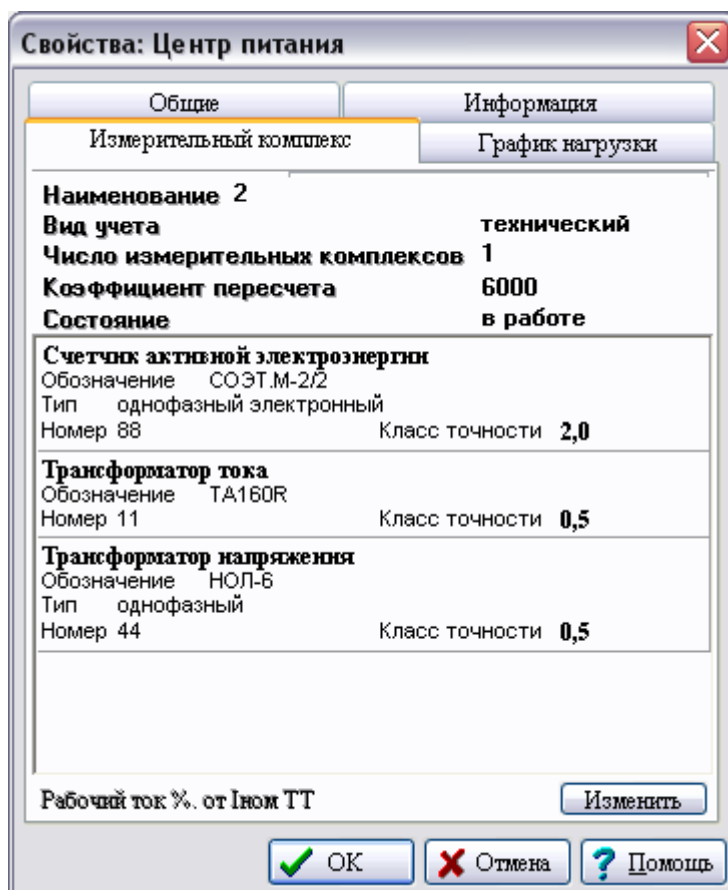 Свойства: Центр питания
Общие Информация
Измерительный комплекс График нагрузки
Наименование 2
Вид учета технический
Число измерительных комплексов 1
Коэффициент пересчета 6000
Состояние в работе
Счетчик активной электроэнергии
Обозначение СОЭТ.М-2/2
Тип однофазный электронный
Номер 88 Класс точности 2,0
Трансформатор тока
Обозначение TA160R
Номер 11 Класс точности 0,5
Трансформатор напряжения
Обозначение НОЛ-6
Тип однофазный
Номер 44 Класс точности 0,5
Рабочий ток %. от Iном ТТ Изменить
OK Отмена ? Помощь